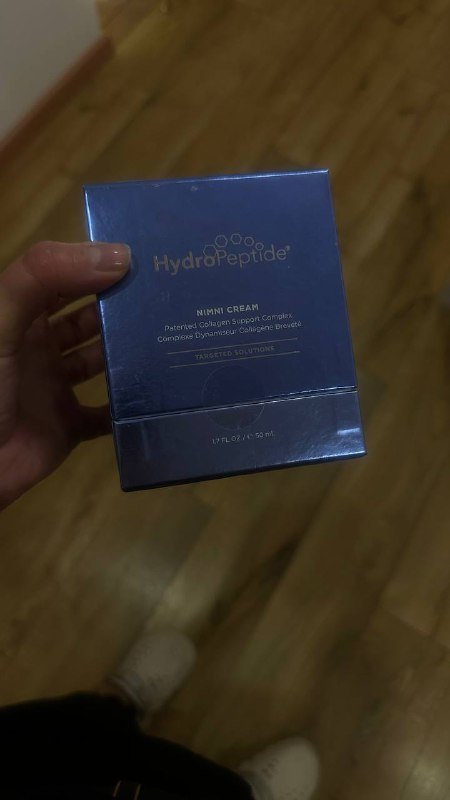 HydroPeptide®
NIMNI CREAM
Patented Collagen Support Complex
Complexe Dynamiseur Collagène Breveté
TARGETED SOLUTIONS
1.7 FL OZ / ℮ 50 mL